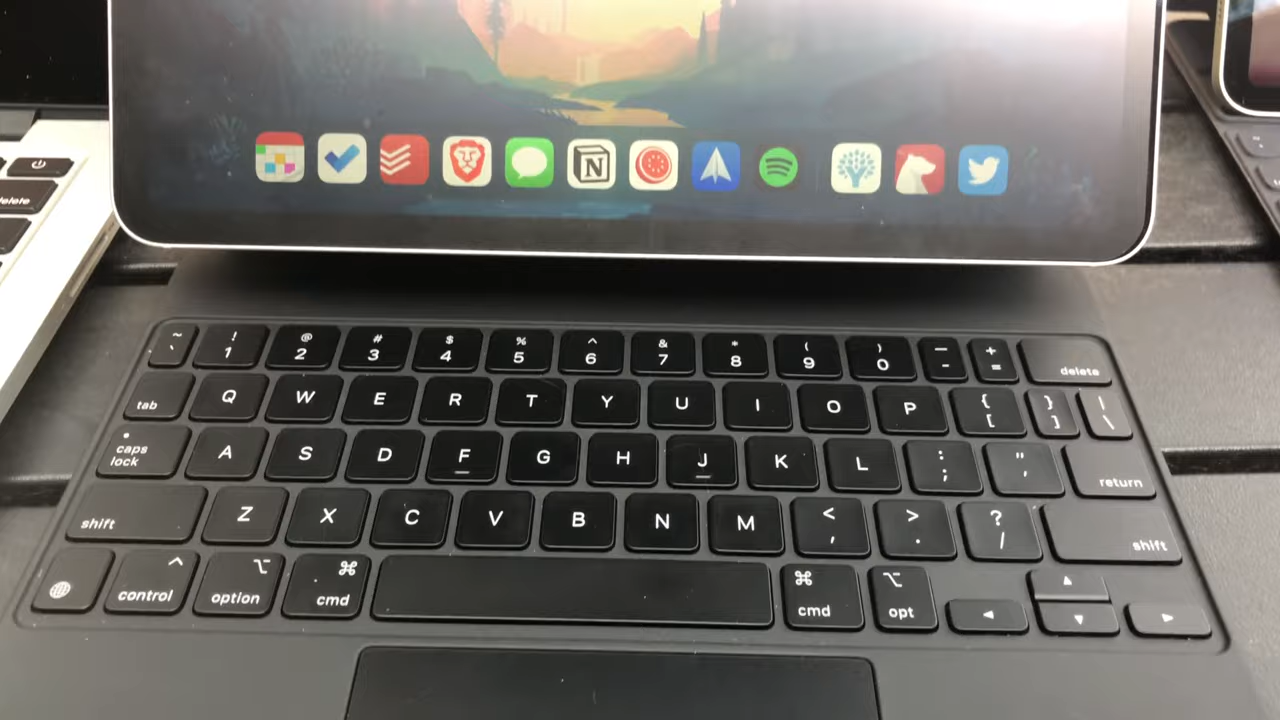 N
delete
~ ! @ # $ % ^ & * ( ) — +
` 1 2 3 4 5 6 7 8 9 0 - = delete
tab Q W E R T Y U I O P { [ } ] | \
caps lock A S D F G H J K L : ; " ' return
shift Z X C V B N M < , > . ? / shift
control option ⌘ cmd ⌘ cmd opt